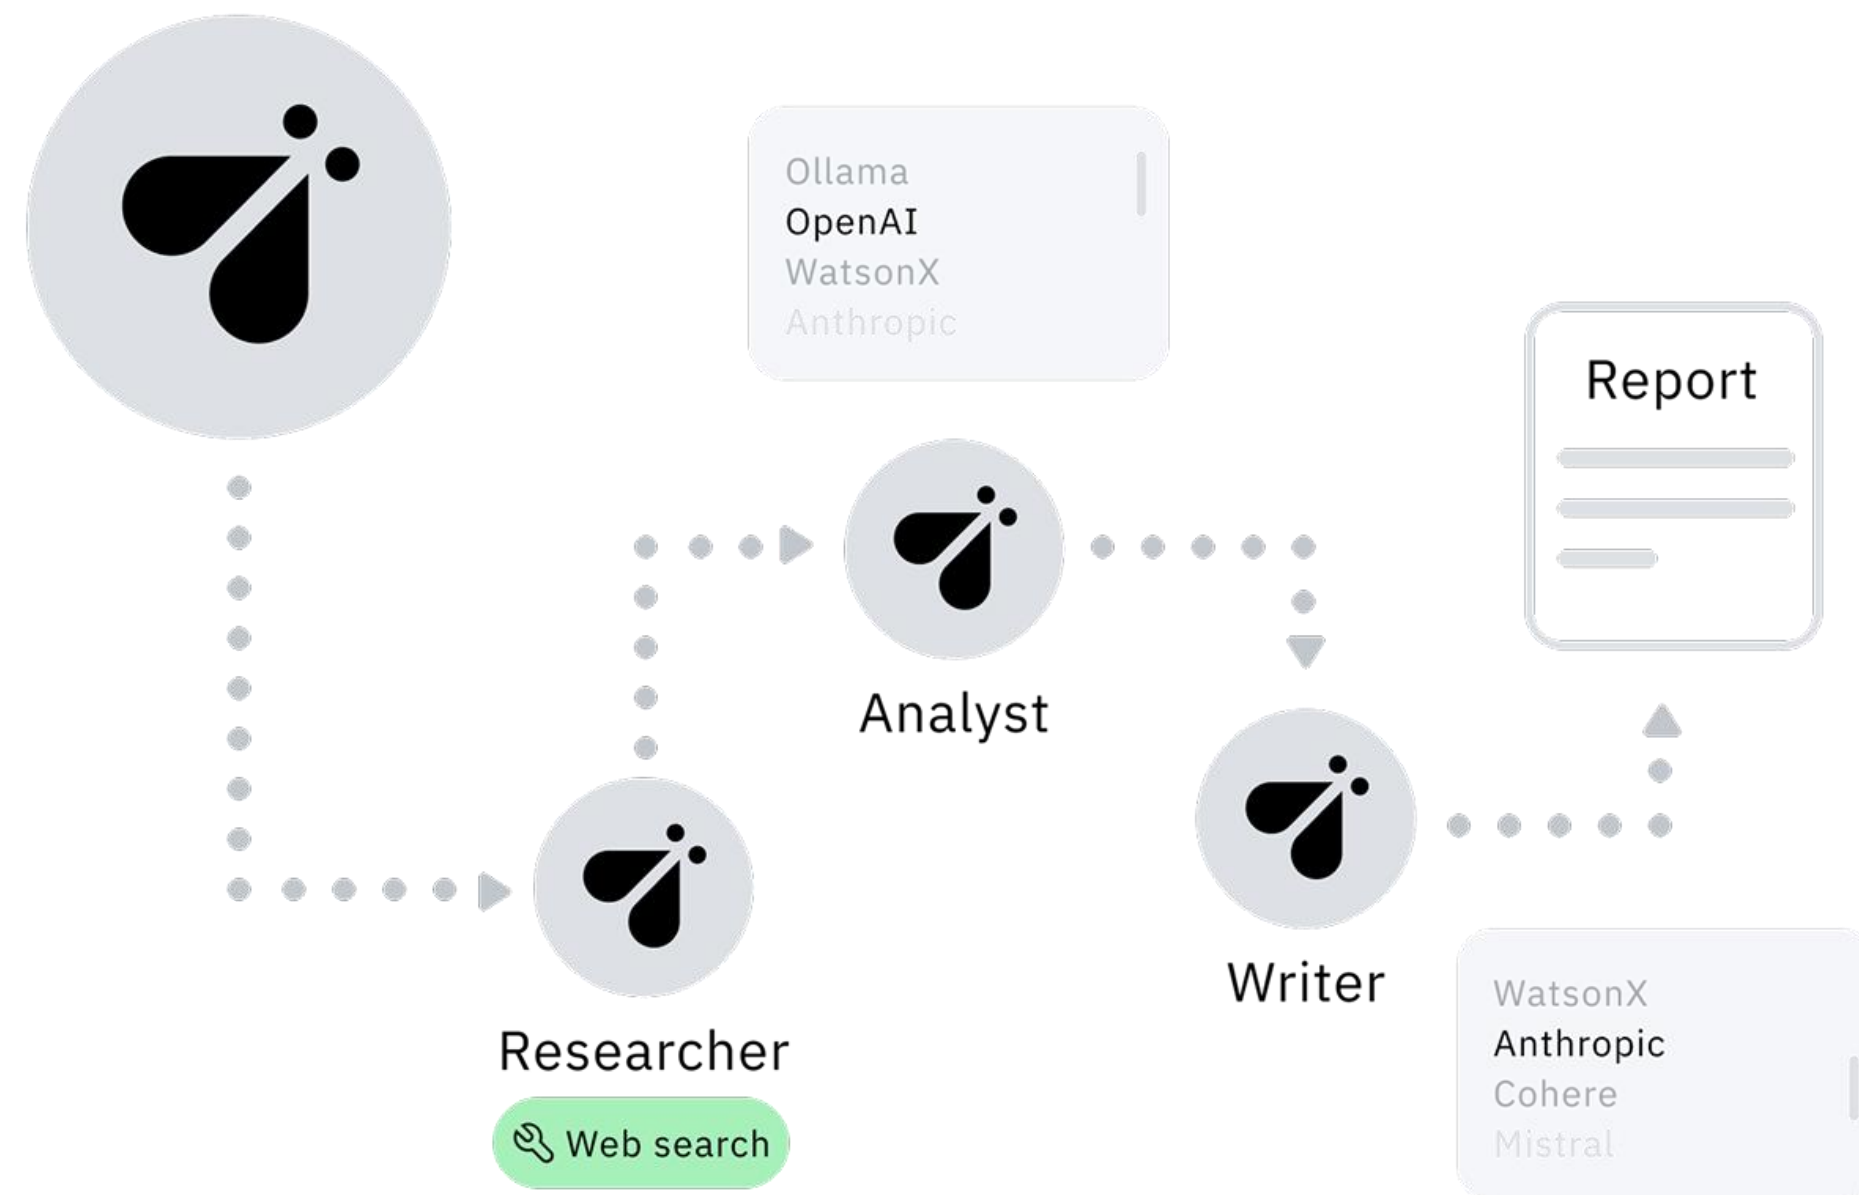 Ollama
OpenAI
WatsonX
Anthropic
Report
Analyst
Writer
Researcher
Web search
WatsonX
Anthropic
Cohere
Mistral